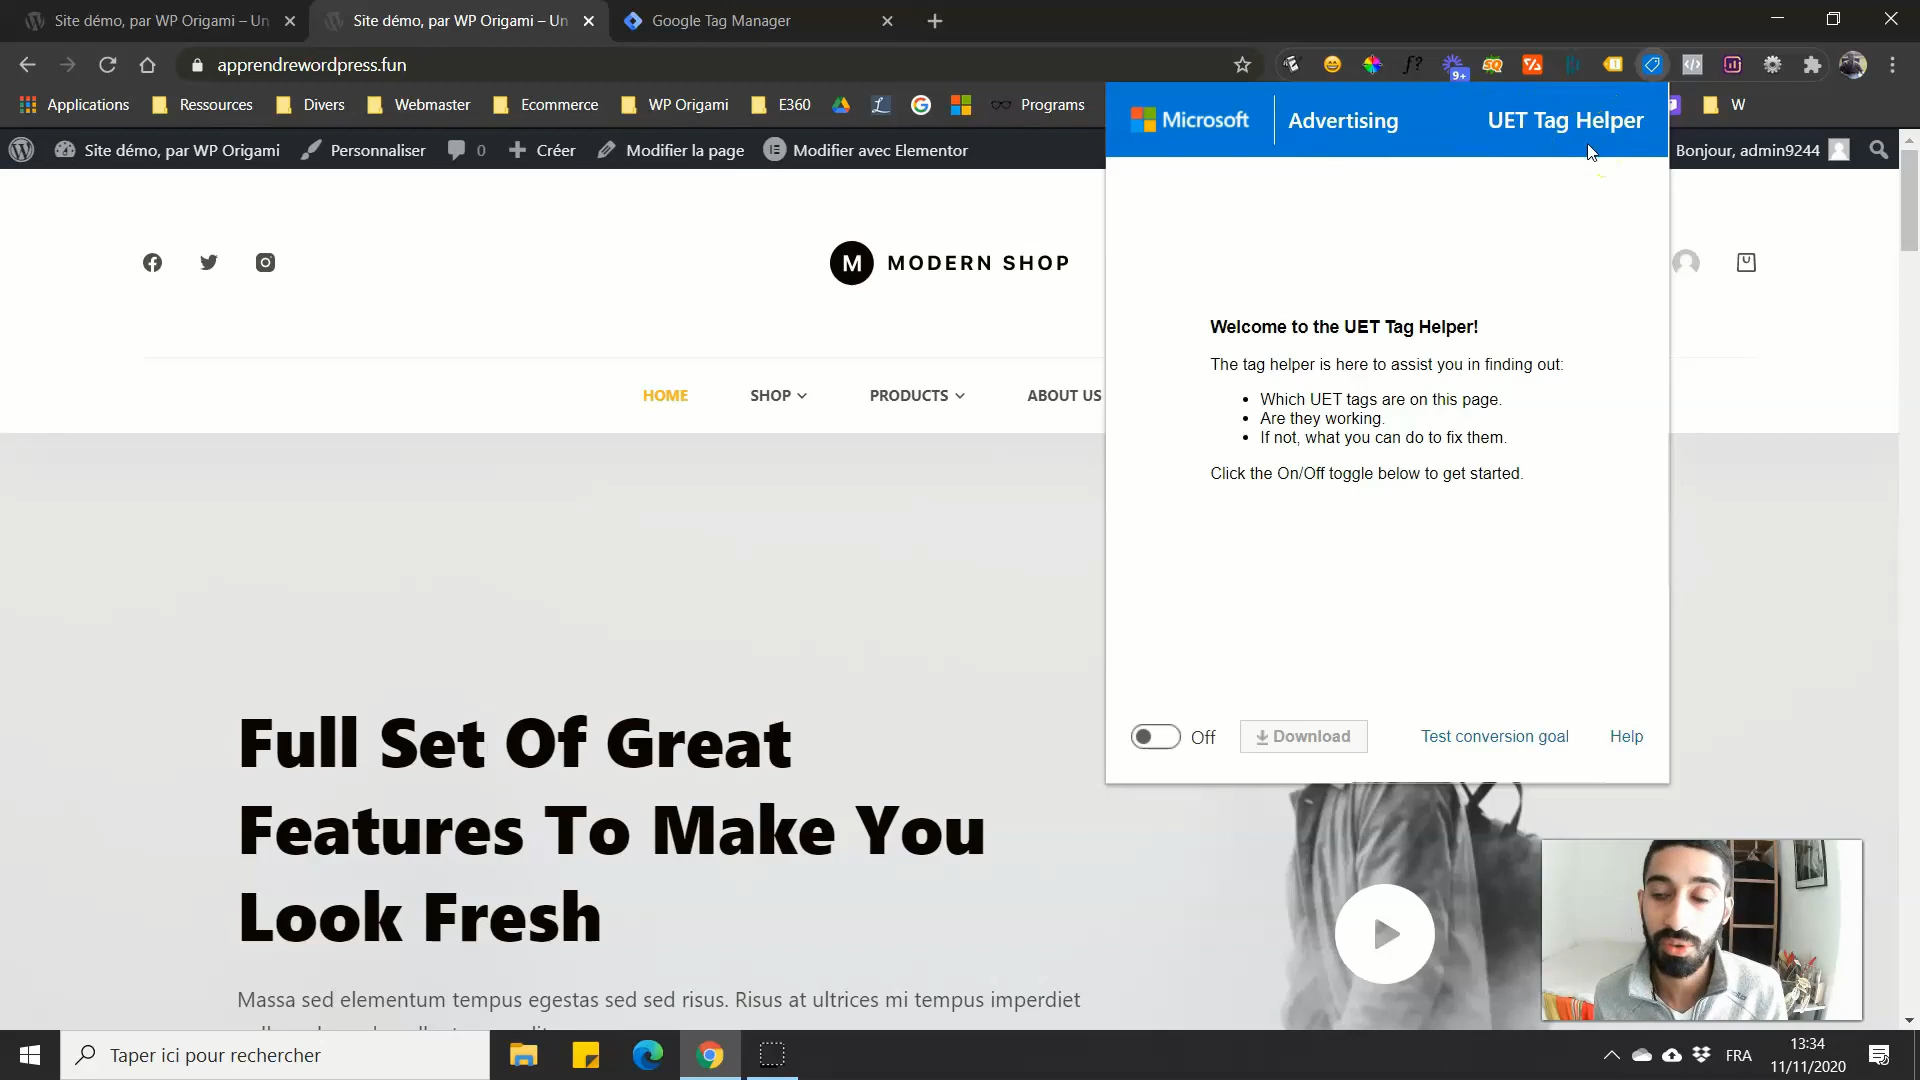 Site démo, par WP Origami – Un
Site démo, par WP Origami – Un
Google Tag Manager
apprendrewordpress.fun
9+
Applications
Ressources
Divers
Webmaster
Ecommerce
WP Origami
E360
Programs
W
Site démo, par WP Origami
Personnaliser
0
Créer
Modifier la page
Modifier avec Elementor
Bonjour, admin9244
Microsoft
Advertising
UET Tag Helper
M
MODERN SHOP
HOME
SHOP
PRODUCTS
ABOUT US
Welcome to the UET Tag Helper!
The tag helper is here to assist you in finding out:
Which UET tags are on this page.
Are they working.
If not, what you can do to fix them.
Click the On/Off toggle below to get started.
Off
Download
Test conversion goal
Help
Full Set Of Great
Features To Make You
Look Fresh
Massa sed elementum tempus egestas sed sed risus. Risus at ultrices mi tempus imperdiet
Taper ici pour rechercher
FRA
13:34
11/11/2020